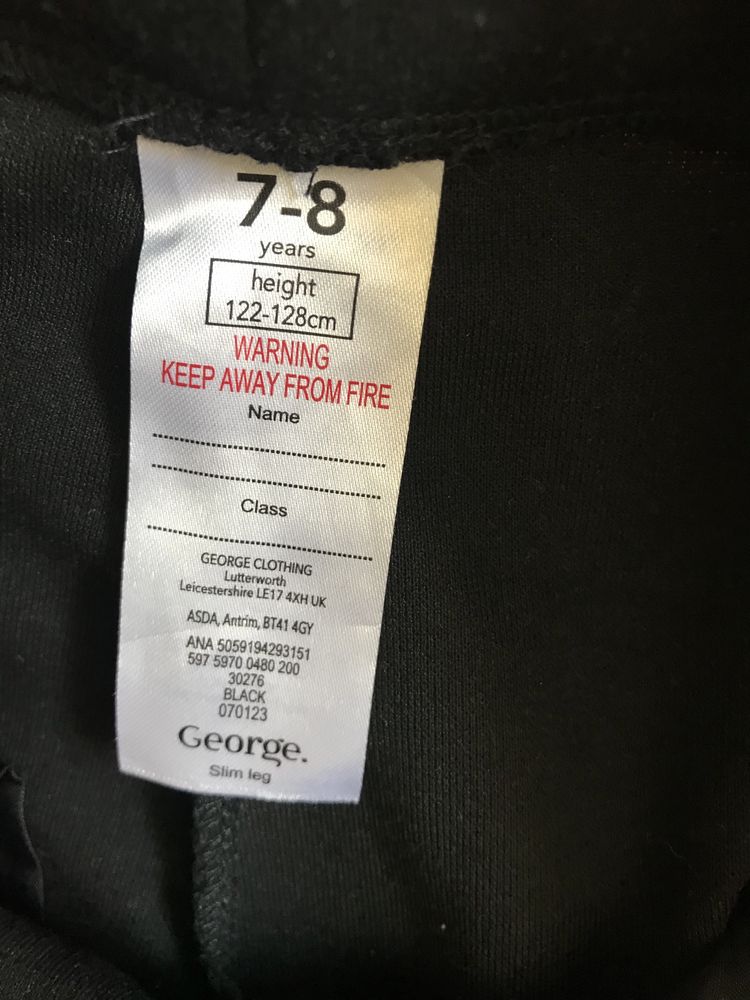 7-8
years
height
122-128cm
WARNING
KEEP AWAY FROM FIRE
Name
Class
GEORGE CLOTHING
Lutterworth
Leicestershire LE17 4XH UK
ASDA, Antrim, BT41 4GY
ANA 5059194293151
597 5970 0480 200
30276
BLACK
070123
George.
Slim leg